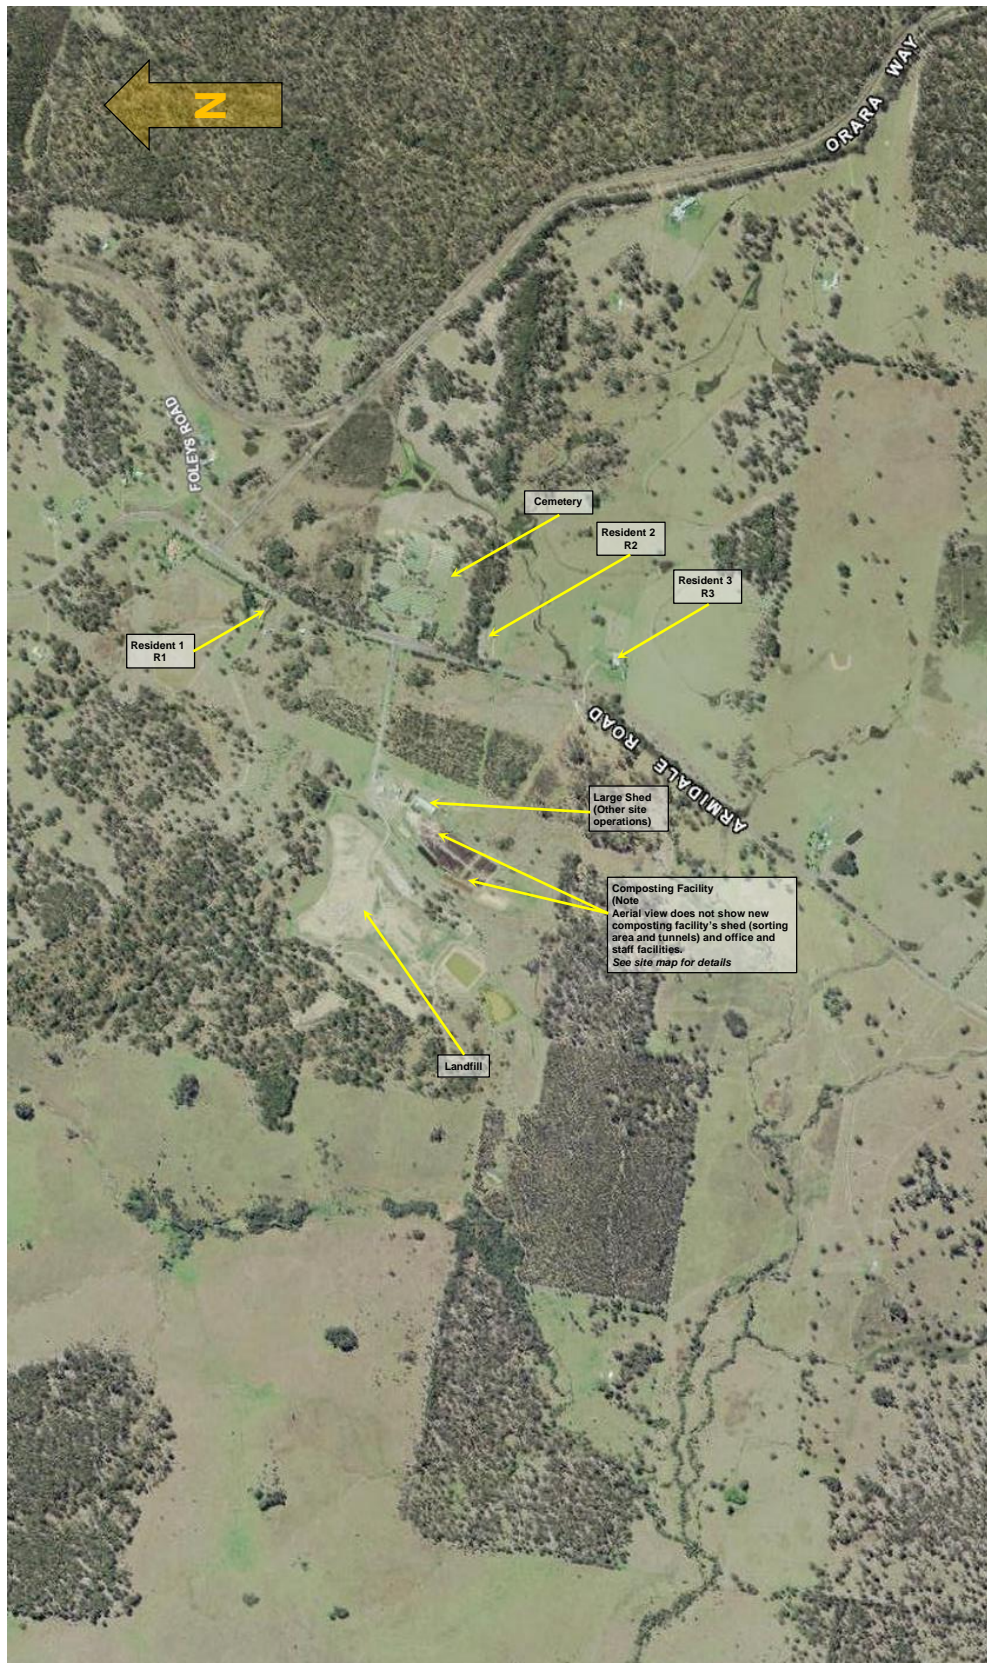 N
ORARA WAY
FOLEYS ROAD
Cemetery
Resident 2
R2
Resident 3
R3
Resident 1
R1
ARMIDALE ROAD
Large Shed
(Other site
operations)
Composting Facility
(Note
Aerial view does not show new
composting facility's shed (sorting
area and tunnels) and office and
staff facilities.
See site map for details
Landfill